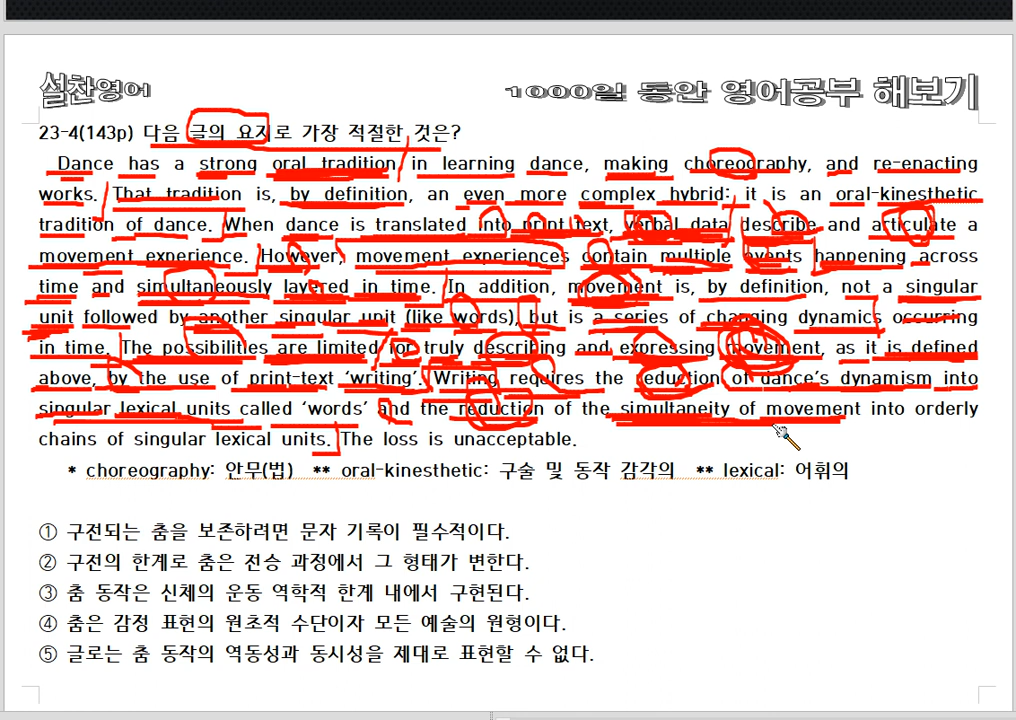 설찬영어 1000일 동안 영어공부 해보기
23-4(143p) 다음 글의 요지로 가장 적절한 것은?
Dance has a strong oral tradition in learning dance, making choreography, and re-enacting
works. That tradition is, by definition, an even more complex hybrid: it is an oral-kinesthetic
tradition of dance. When dance is translated into print text, verbal data describe and articulate a
movement experience. However, movement experiences contain multiple events happening across
time and simultaneously layered in time. In addition, movement is, by definition, not a singular
unit followed by another singular unit (like words), but is a series of changing dynamics occurring
in time. The possibilities are limited for truly describing and expressing movement, as it is defined
above, by the use of print-text ‘writing’. Writing requires the reduction of dance’s dynamism into
singular lexical units called ‘words’ and the reduction of the simultaneity of movement into orderly
chains of singular lexical units. The loss is unacceptable.
* choreography: 안무(법) ** oral-kinesthetic: 구술 및 동작 감각의 ** lexical: 어휘의
① 구전되는 춤을 보존하려면 문자 기록이 필수적이다.
② 구전의 한계로 춤은 전승 과정에서 그 형태가 변한다.
③ 춤 동작은 신체의 운동 역학적 한계 내에서 구현된다.
④ 춤은 감정 표현의 원초적 수단이자 모든 예술의 원형이다.
⑤ 글로는 춤 동작의 역동성과 동시성을 제대로 표현할 수 없다.